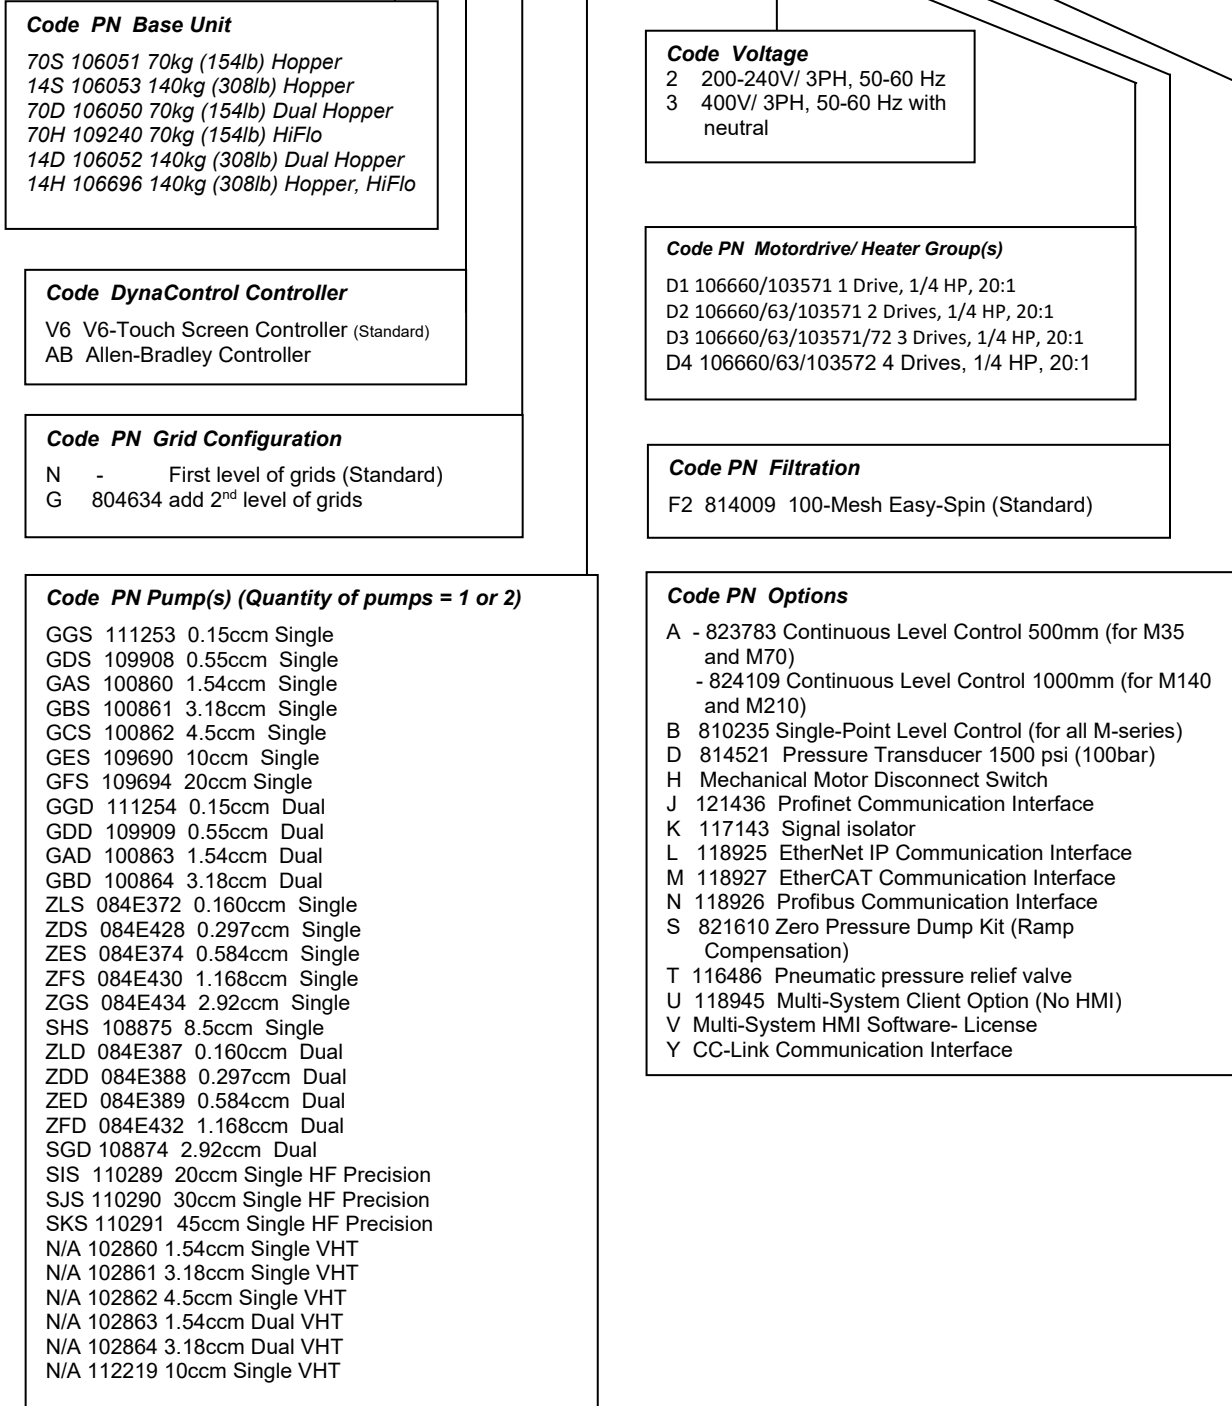 Code PN Base Unit
70S 106051 70kg (154lb) Hopper
14S 106053 140kg (308lb) Hopper
70D 106050 70kg (154lb) Dual Hopper
70H 109240 70kg (154lb) HiFlo
14D 106052 140kg (308lb) Dual Hopper
14H 106696 140kg (308lb) Hopper, HiFlo
Code DynaControl Controller
V6 V6-Touch Screen Controller (Standard)
AB Allen-Bradley Controller
Code PN Grid Configuration
N - First level of grids (Standard)
G 804634 add 2nd level of grids
Code PN Pump(s) (Quantity of pumps = 1 or 2)
GGS 111253 0.15ccm Single
GDS 109908 0.55ccm Single
GAS 100860 1.54ccm Single
GBS 100861 3.18ccm Single
GCS 100862 4.5ccm Single
GES 109690 10ccm Single
GFS 109694 20ccm Single
GGD 111254 0.15ccm Dual
GDD 109909 0.55ccm Dual
GAD 100863 1.54ccm Dual
GBD 100864 3.18ccm Dual
ZLS 084E372 0.160ccm Single
ZDS 084E428 0.297ccm Single
ZES 084E374 0.584ccm Single
ZFS 084E430 1.168ccm Single
ZGS 084E434 2.92ccm Single
SHS 108875 8.5ccm Single
ZLD 084E387 0.160ccm Dual
ZDD 084E388 0.297ccm Dual
ZED 084E389 0.584ccm Dual
ZFD 084E432 1.168ccm Dual
SGD 108874 2.92ccm Dual
SIS 110289 20ccm Single HF Precision
SJS 110290 30ccm Single HF Precision
SKS 110291 45ccm Single HF Precision
N/A 102860 1.54ccm Single VHT
N/A 102861 3.18ccm Single VHT
N/A 102862 4.5ccm Single VHT
N/A 102863 1.54ccm Dual VHT
N/A 102864 3.18ccm Dual VHT
N/A 112219 10ccm Single VHT
Code Voltage
2 200-240V/ 3PH, 50-60 Hz
3 400V/ 3PH, 50-60 Hz with
neutral
Code PN Motordrive/ Heater Group(s)
D1 106660/103571 1 Drive, 1/4 HP, 20:1
D2 106660/63/103571 2 Drives, 1/4 HP, 20:1
D3 106660/63/103571/72 3 Drives, 1/4 HP, 20:1
D4 106660/63/103572 4 Drives, 1/4 HP, 20:1
Code PN Filtration
F2 814009 100-Mesh Easy-Spin (Standard)
Code PN Options
A - 823783 Continuous Level Control 500mm (for M35
and M70)
- 824109 Continuous Level Control 1000mm (for M140
and M210)
B 810235 Single-Point Level Control (for all M-series)
D 814521 Pressure Transducer 1500 psi (100bar)
H Mechanical Motor Disconnect Switch
J 121436 Profinet Communication Interface
K 117143 Signal isolator
L 118925 EtherNet IP Communication Interface
M 118927 EtherCAT Communication Interface
N 118926 Profibus Communication Interface
S 821610 Zero Pressure Dump Kit (Ramp
Compensation)
T 116486 Pneumatic pressure relief valve
U 118945 Multi-System Client Option (No HMI)
V Multi-System HMI Software- License
Y CC-Link Communication Interface